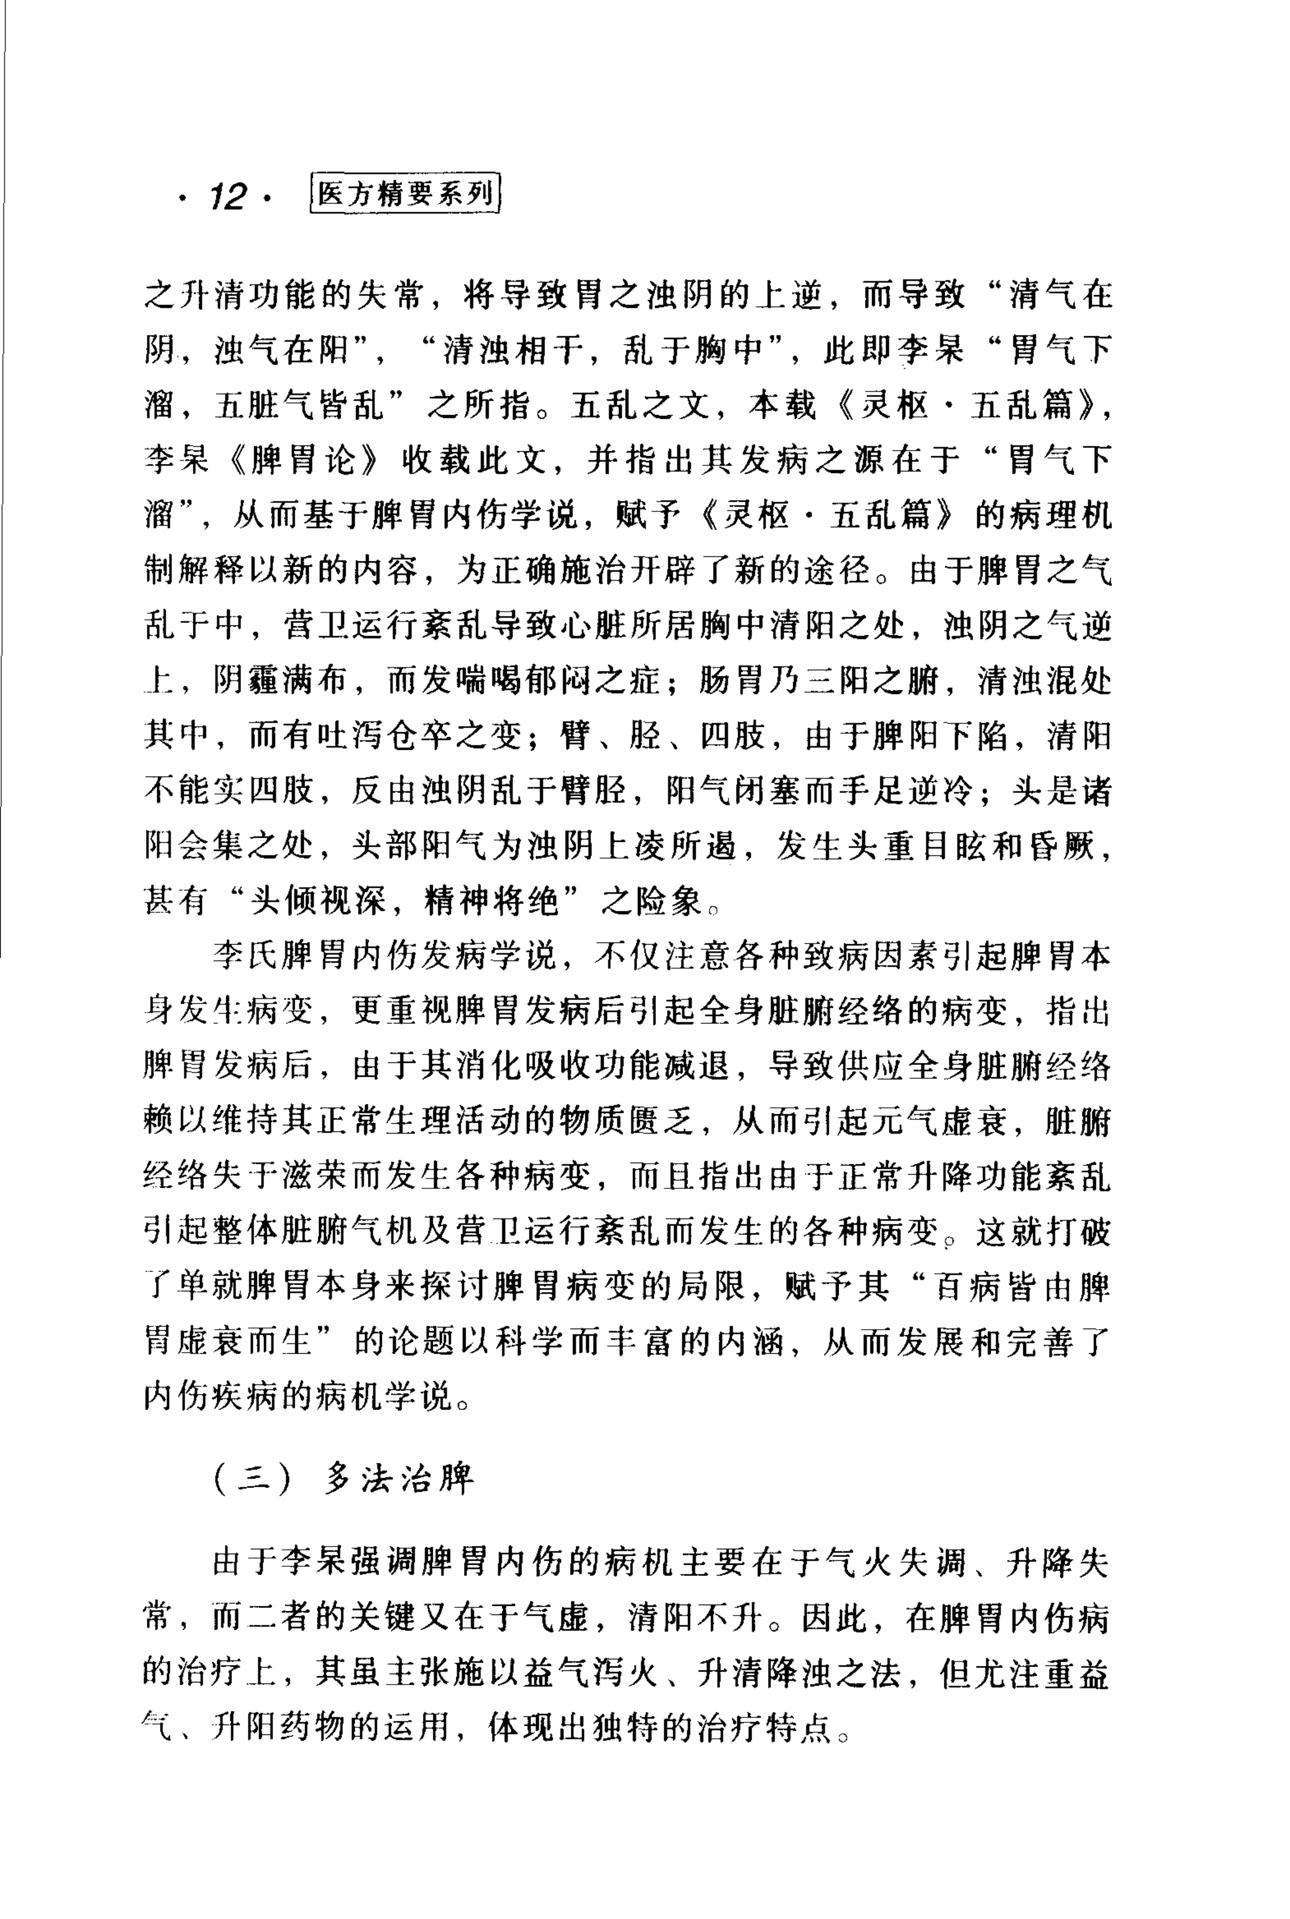 · 12 · 医方精要系列
之升清功能的失常，将导致胃之浊阴的上逆，而导致“清气在
阴，浊气在阳”，“清浊相干，乱于胸中”，此即李杲“胃气下
溜，五脏气皆乱”之所指。五乱之文，本载《灵枢·五乱篇》，
李杲《脾胃论》收载此文，并指出其发病之源在于“胃气下
溜”，从而基于脾胃内伤学说，赋予《灵枢·五乱篇》的病理机
制解释以新的内容，为正确施治开辟了新的途径。由于脾胃之气
乱于中，营卫运行紊乱导致心脏所居胸中清阳之处，浊阴之气逆
上，阴霾满布，而发喘喝郁闷之症；肠胃乃三阳之腑，清浊混处
其中，而有吐泻仓卒之变；臂、胫、四肢，由于脾阳下陷，清阳
不能实四肢，反由浊阴乱于臂胫，阳气闭塞而手足逆冷；头是诸
阳会集之处，头部阳气为浊阴上凌所遏，发生头重目眩和昏厥，
甚有“头倾视深，精神将绝”之险象。
李氏脾胃内伤发病学说，不仅注意各种致病因素引起脾胃本
身发生病变，更重视脾胃发病后引起全身脏腑经络的病变，指出
脾胃发病后，由于其消化吸收功能减退，导致供应全身脏腑经络
赖以维持其正常生理活动的物质匮乏，从而引起元气虚衰，脏腑
经络失于滋荣而发生各种病变，而且指出由于正常升降功能紊乱
引起整体脏腑气机及营卫运行紊乱而发生的各种病变。这就打破
了单就脾胃本身来探讨脾胃病变的局限，赋予其“百病皆由脾
胃虚衰而生”的论题以科学而丰富的内涵，从而发展和完善了
内伤疾病的病机学说。
（三）多法治脾
由于李杲强调脾胃内伤的病机主要在于气火失调、升降失
常，而二者的关键又在于气虚，清阳不升。因此，在脾胃内伤病
的治疗上，其虽主张施以益气泻火、升清降浊之法，但尤注重益
气、升阳药物的运用，体现出独特的治疗特点。